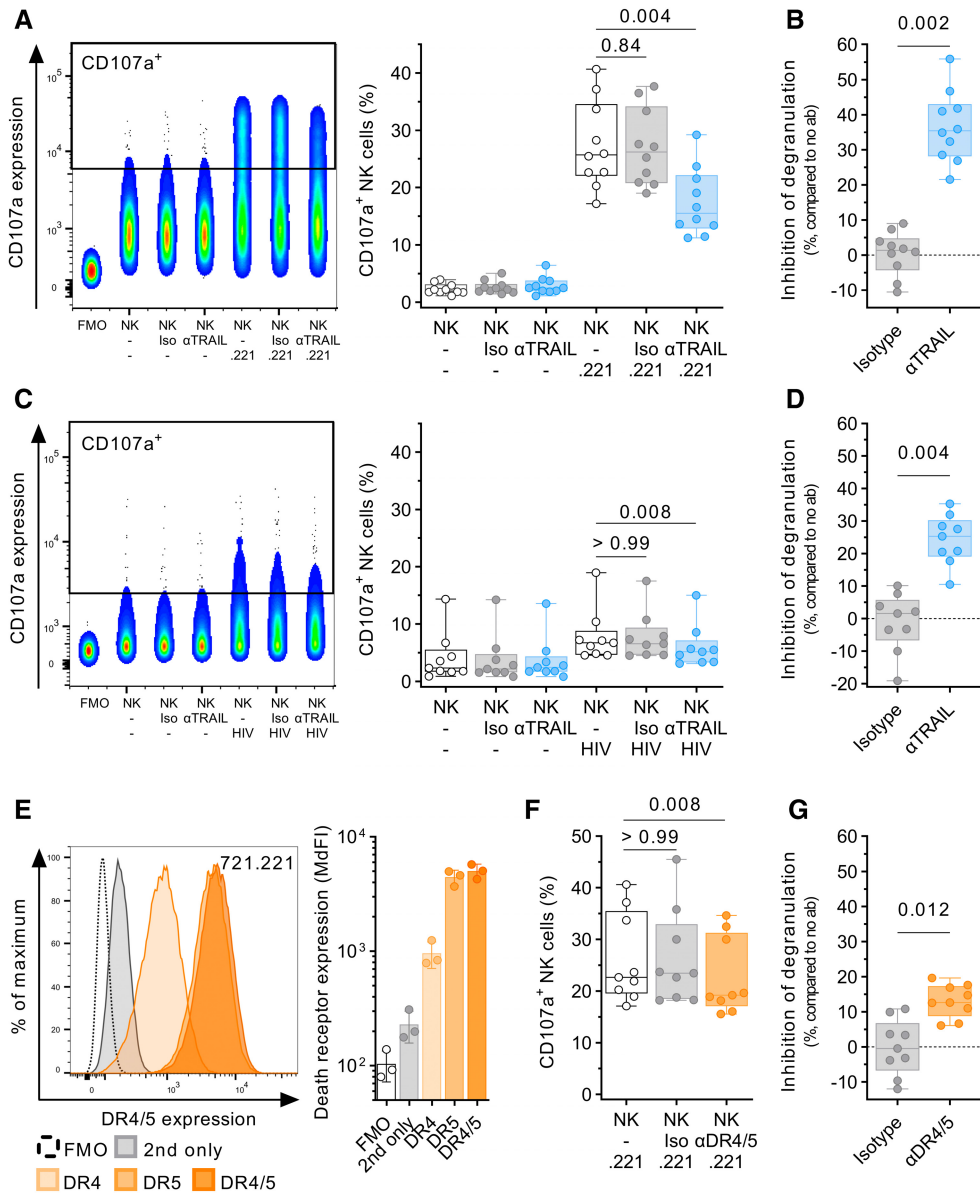 A
CD107a⁺
CD107a expression
10⁵
10⁴
10³
0
FMO NK NK NK NK NK NK
- Iso αTRAIL - Iso αTRAIL
- - - .221 .221 .221
0.004
0.84
CD107a⁺ NK cells (%)
40
30
20
10
0
NK NK NK NK NK NK
- Iso αTRAIL - Iso αTRAIL
- - - .221 .221 .221
B
0.002
Inhibition of degranulation
(%, compared to no ab)
60
50
40
30
20
10
0
-10
Isotype
αTRAIL
C
CD107a⁺
CD107a expression
10⁵
10⁴
10³
0
FMO NK NK NK NK NK NK
- Iso αTRAIL - Iso αTRAIL
- - - HIV HIV HIV
0.008
> 0.99
CD107a⁺ NK cells (%)
40
30
20
10
0
NK NK NK NK NK NK
- Iso αTRAIL - Iso αTRAIL
- - - HIV HIV HIV
D
0.004
Inhibition of degranulation
(%, compared to no ab)
60
50
40
30
20
10
0
-10
-20
Isotype
αTRAIL
E
721.221
% of maximum
100
80
60
40
20
0
0 10³ 10⁴
DR4/5 expression
FMO 2nd only
DR4 DR5 DR4/5
Death receptor expression (MdFI)
10⁴
10³
10²
FMO
2nd only
DR4
DR5
DR4/5
F
0.008
> 0.99
CD107a⁺ NK cells (%)
50
40
30
20
10
0
NK NK NK
- Iso αDR4/5
.221 .221 .221
G
0.012
Inhibition of degranulation
(%, compared to no ab)
60
50
40
30
20
10
0
-10
Isotype
αDR4/5